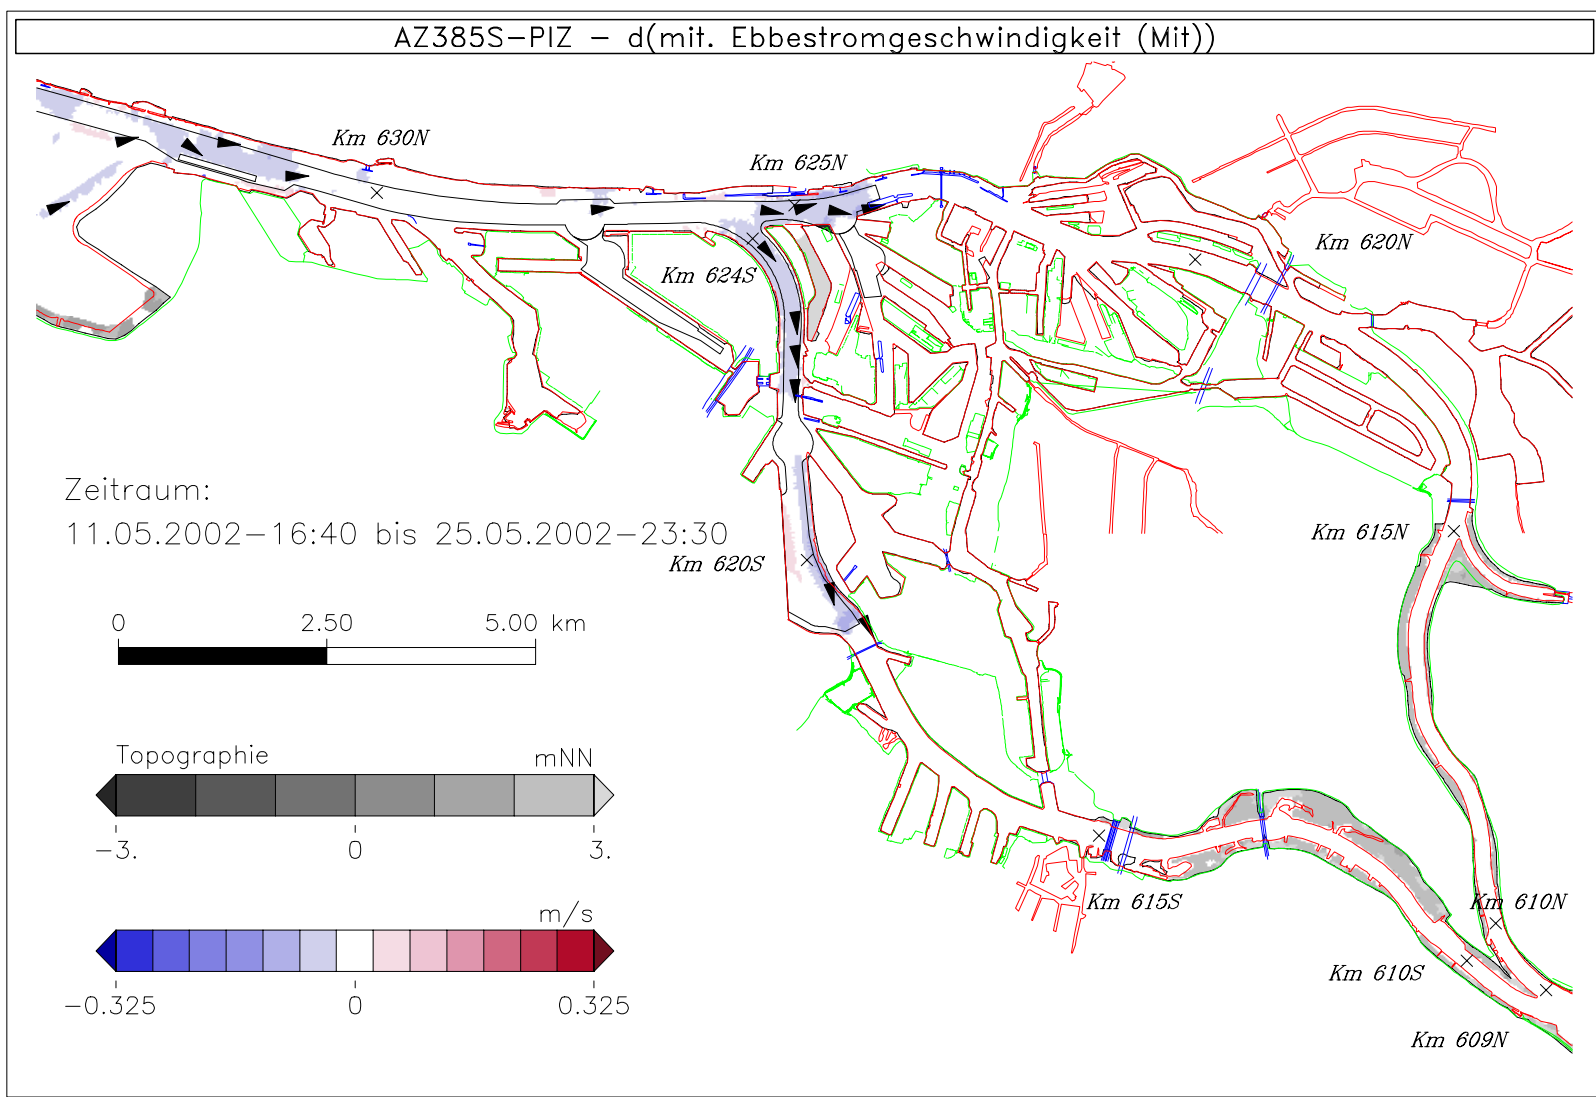 AZ385S-PIZ - d(mit. Ebbestromgeschwindigkeit (Mit))
Km 630N
Km 625N
Km 620N
Km 624S
Zeitraum:
11.05.2002-16:40 bis 25.05.2002-23:30
Km 615N
Km 620S
0 2.50 5.00 km
Topographie mNN
-3. 0 3.
Km 615S
Km 610N
m/s
Km 610S
-0.325 0 0.325
Km 609N